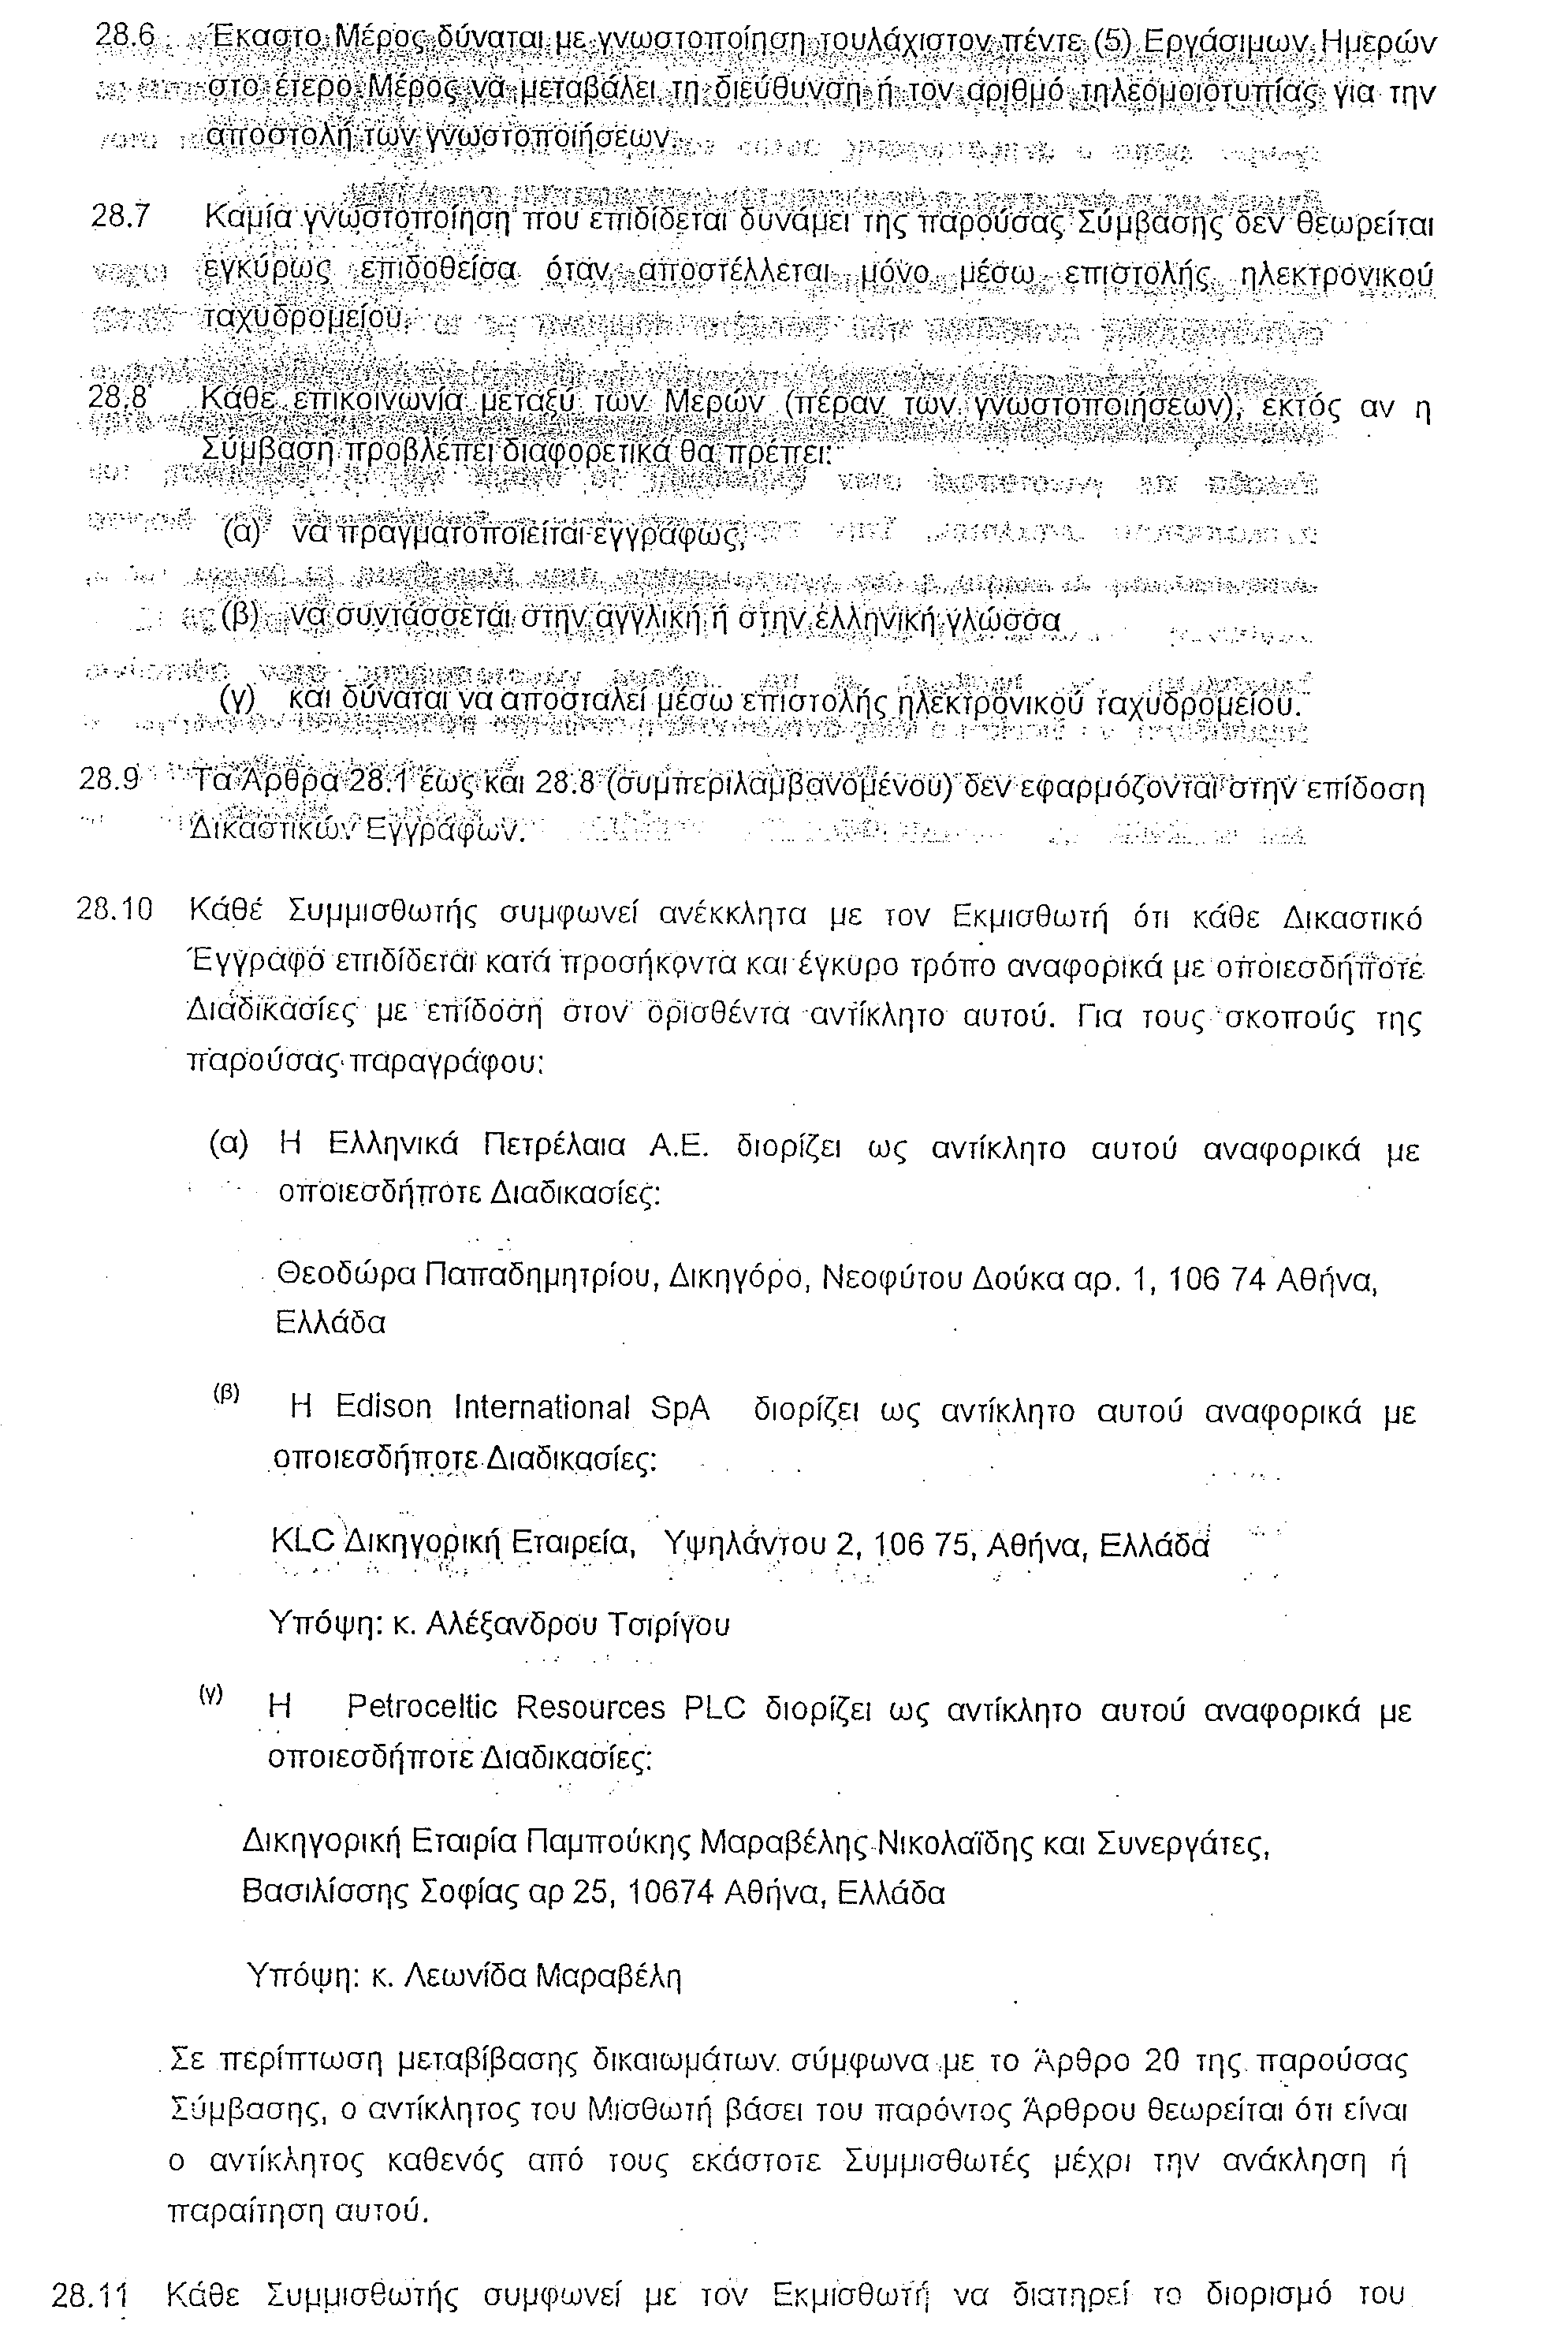 28.6 Έκαστο Μέρος δύναται με γνωστοποίηση τουλάχιστον πέντε (5) Εργάσιμων Ημερών
στο έτερο Μέρος να μεταβάλει τη διεύθυνση ή τον αριθμό τηλεομοιοτυπίας για την
αποστολή των γνωστοποιήσεων.
28.7 Καμία γνωστοποίηση που επιδίδεται δυνάμει της παρούσας Σύμβασης δεν θεωρείται
εγκύρως επιδοθείσα όταν αποστέλλεται μόνο μέσω επιστολής ηλεκτρονικού
ταχυδρομείου.
28.8 Κάθε επικοινωνία μεταξύ των Μερών (πέραν των γνωστοποιήσεων), εκτός αν η
Σύμβαση προβλέπει διαφορετικά θα πρέπει:
(α) να πραγματοποιείται εγγράφως,
(β) να συντάσσεται στην αγγλική ή στην ελληνική γλώσσα
(γ) και δύναται να αποσταλεί μέσω επιστολής ηλεκτρονικού ταχυδρομείου.
28.9 Τα Άρθρα 28.1 έως και 28.8 (συμπεριλαμβανομένου) δεν εφαρμόζονται στην επίδοση
Δικαστικών Εγγράφων.
28.10 Κάθε Συμμισθωτής συμφωνεί ανέκκλητα με τον Εκμισθωτή ότι κάθε Δικαστικό
Έγγραφο επιδίδεται κατά προσήκοντα και έγκυρο τρόπο αναφορικά με οποιεσδήποτε
Διαδικασίες με επίδοση στον ορισθέντα αντίκλητο αυτού. Για τους σκοπούς της
παρούσας παραγράφου:
(α) Η Ελληνικά Πετρέλαια Α.Ε. διορίζει ως αντίκλητο αυτού αναφορικά με
οποιεσδήποτε Διαδικασίες:
Θεοδώρα Παπαδημητρίου, Δικηγόρο, Νεοφύτου Δούκα αρ. 1, 106 74 Αθήνα,
Ελλάδα
(β) Η Edison International SpA διορίζει ως αντίκλητο αυτού αναφορικά με
οποιεσδήποτε Διαδικασίες:
KLC Δικηγορική Εταιρεία, Υψηλάντου 2, 106 75, Αθήνα, Ελλάδα
Υπόψη: κ. Αλέξανδρου Τσιρίγου
(γ) Η Petroceltic Resources PLC διορίζει ως αντίκλητο αυτού αναφορικά με
οποιεσδήποτε Διαδικασίες:
Δικηγορική Εταιρία Παμπούκης Μαραβέλης Νικολαϊδης και Συνεργάτες,
Βασιλίσσης Σοφίας αρ 25, 10674 Αθήνα, Ελλάδα
Υπόψη: κ. Λεωνίδα Μαραβέλη
Σε περίπτωση μεταβίβασης δικαιωμάτων σύμφωνα με το Άρθρο 20 της παρούσας
Σύμβασης, ο αντίκλητος του Μισθωτή βάσει του παρόντος Άρθρου θεωρείται ότι είναι
ο αντίκλητος καθενός από τους εκάστοτε Συμμισθωτές μέχρι την ανάκληση ή
παραίτηση αυτού.
28.11 Κάθε Συμμισθωτής συμφωνεί με τον Εκμισθωτή να διατηρεί το διορισμό του